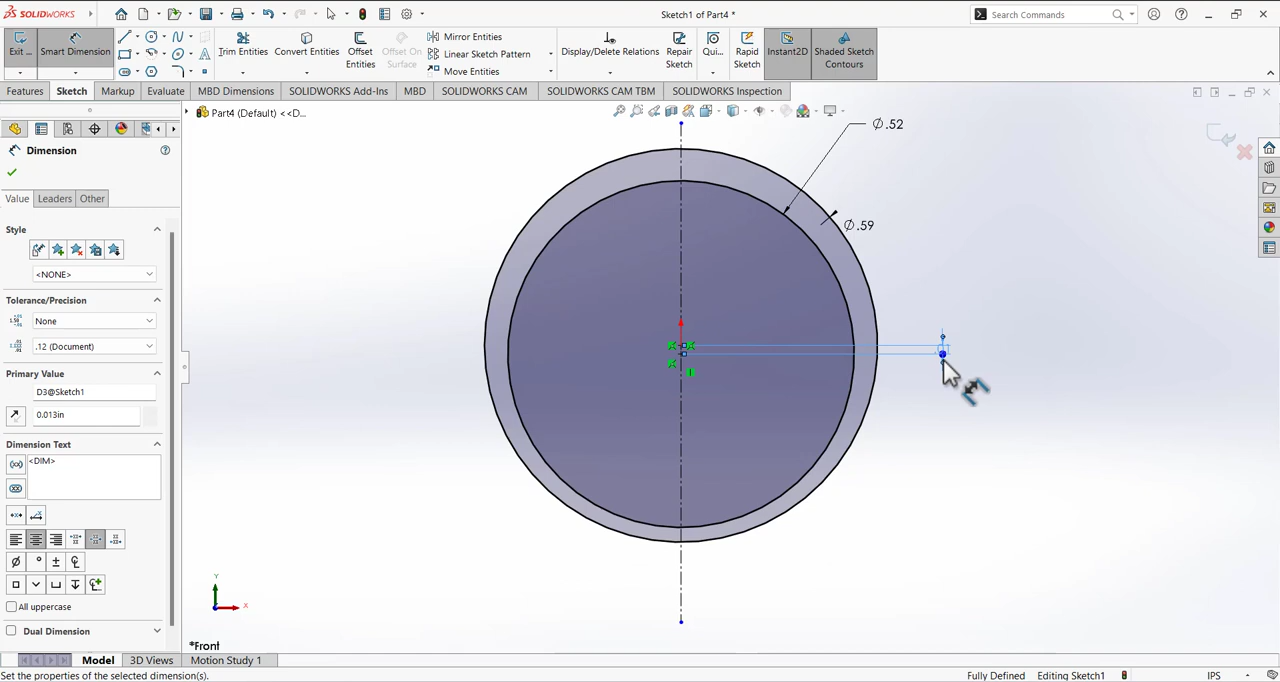 SOLIDWORKS
Sketch1 of Part4 *
Search Commands
Exit ...
Smart Dimension
Trim Entities
Convert Entities
Offset Entities
Offset On Surface
Mirror Entities
Linear Sketch Pattern
Move Entities
Display/Delete Relations
Repair Sketch
Qui...
Rapid Sketch
Instant2D
Shaded Sketch Contours
Features
Sketch
Markup
Evaluate
MBD Dimensions
SOLIDWORKS Add-Ins
MBD
SOLIDWORKS CAM
SOLIDWORKS CAM TBM
SOLIDWORKS Inspection
Part4 (Default) <<D...
Dimension
Value
Leaders
Other
Style
<NONE>
Tolerance/Precision
None
.12 (Document)
Primary Value
D3@Sketch1
0.013in
Dimension Text
<DIM>
All uppercase
Dual Dimension
Ø.52
Ø.59
Y
X
*Front
Model
3D Views
Motion Study 1
Set the properties of the selected dimension(s).
Fully Defined
Editing Sketch1
IPS